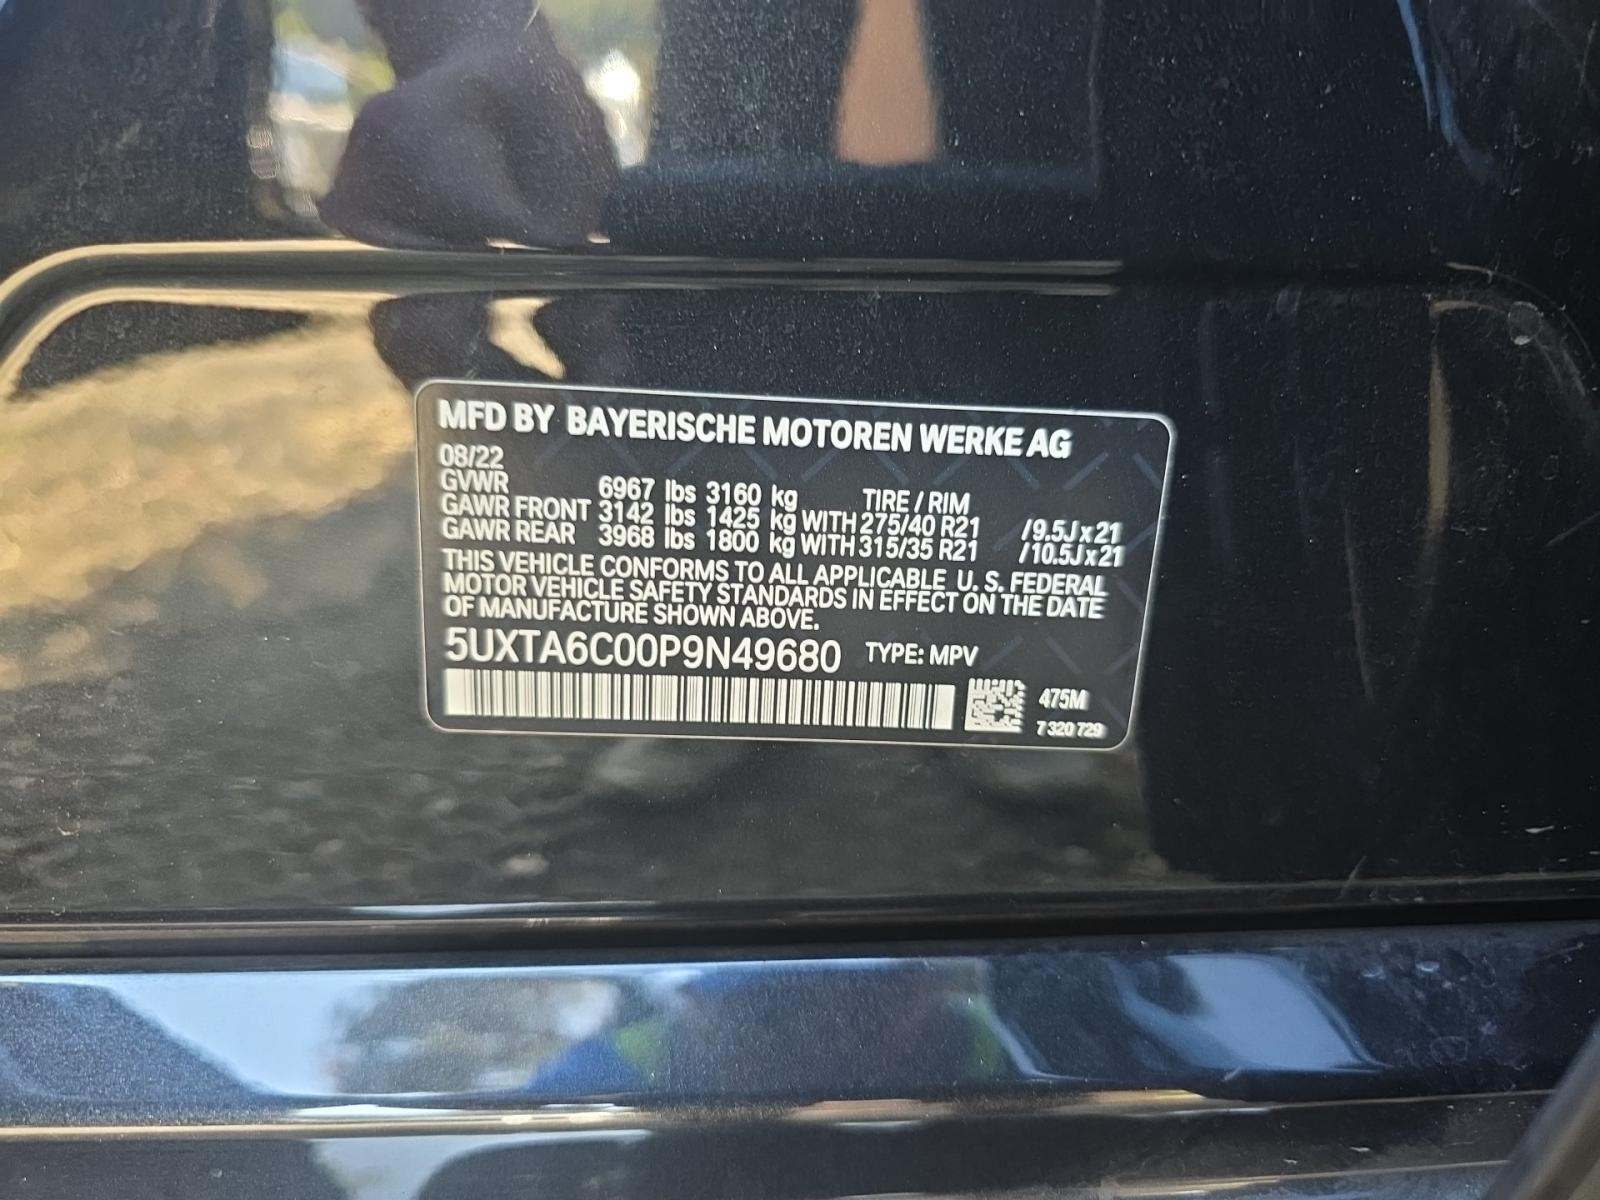 MFD BY BAYERISCHE MOTOREN WERKE AG
08/22
GVWR 6967 lbs 3160 kg TIRE / RIM
GAWR FRONT 3142 lbs 1425 kg WITH 275/40 R21 / 9.5J x 21
GAWR REAR 3968 lbs 1800 kg WITH 315/35 R21 / 10.5J x 21
THIS VEHICLE CONFORMS TO ALL APPLICABLE U.S. FEDERAL
MOTOR VEHICLE SAFETY STANDARDS IN EFFECT ON THE DATE
OF MANUFACTURE SHOWN ABOVE.
5UXTA6C00P9N49680 TYPE: MPV
475M
7 320 729